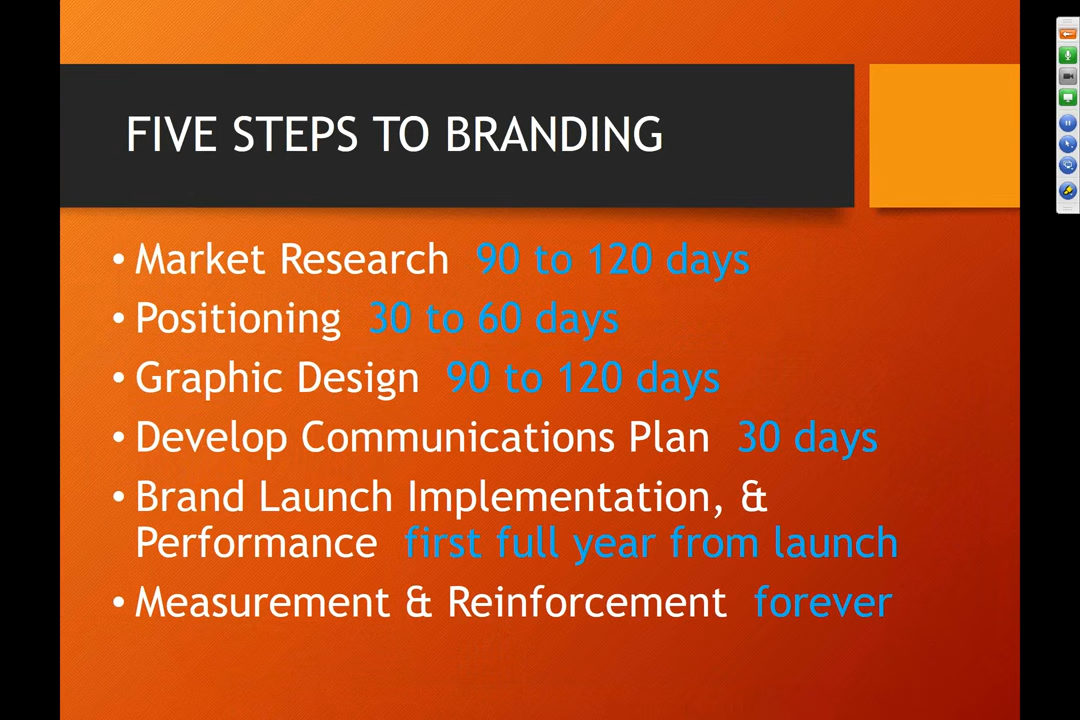 FIVE STEPS TO BRANDING
• Market Research 90 to 120 days
• Positioning 30 to 60 days
• Graphic Design 90 to 120 days
• Develop Communications Plan 30 days
• Brand Launch Implementation, &
Performance first full year from launch
• Measurement & Reinforcement forever